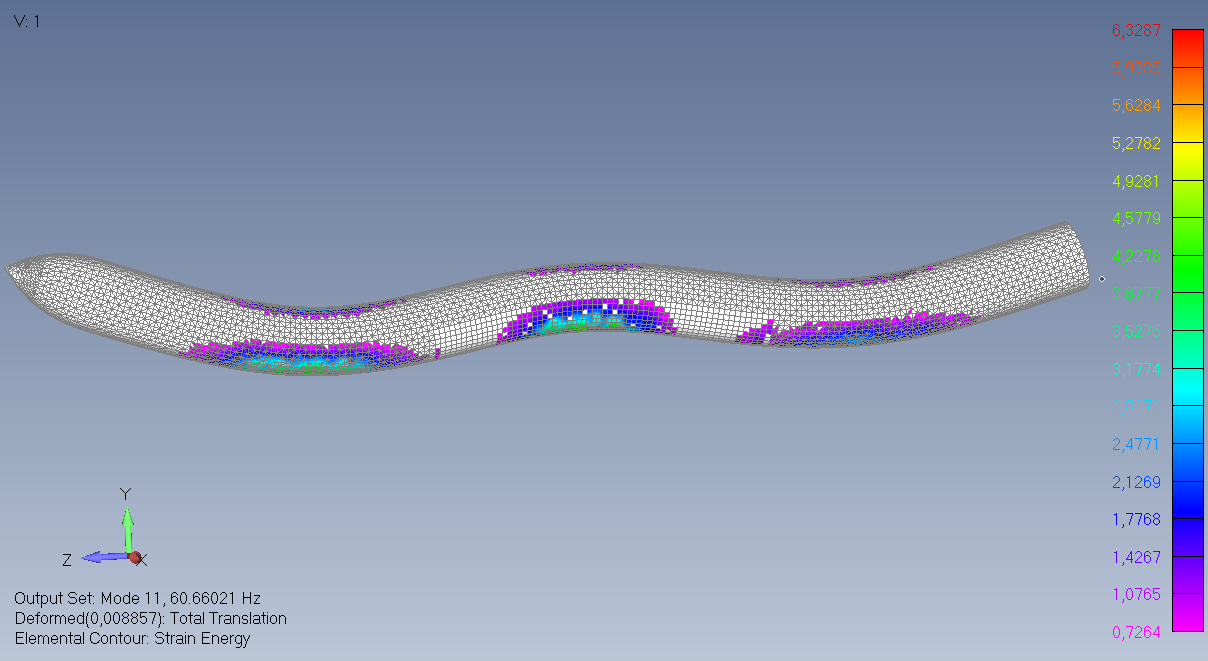 V: 1
6,3287
5,6284
5,2782
4,9281
4,5779
4,2278
3,5275
3,1774
2,4771
2,1269
1,7768
1,4267
1,0765
0,7264
Y
Z
X
Output Set: Mode 11, 60.66021 Hz
Deformed(0,008857): Total Translation
Elemental Contour: Strain Energy